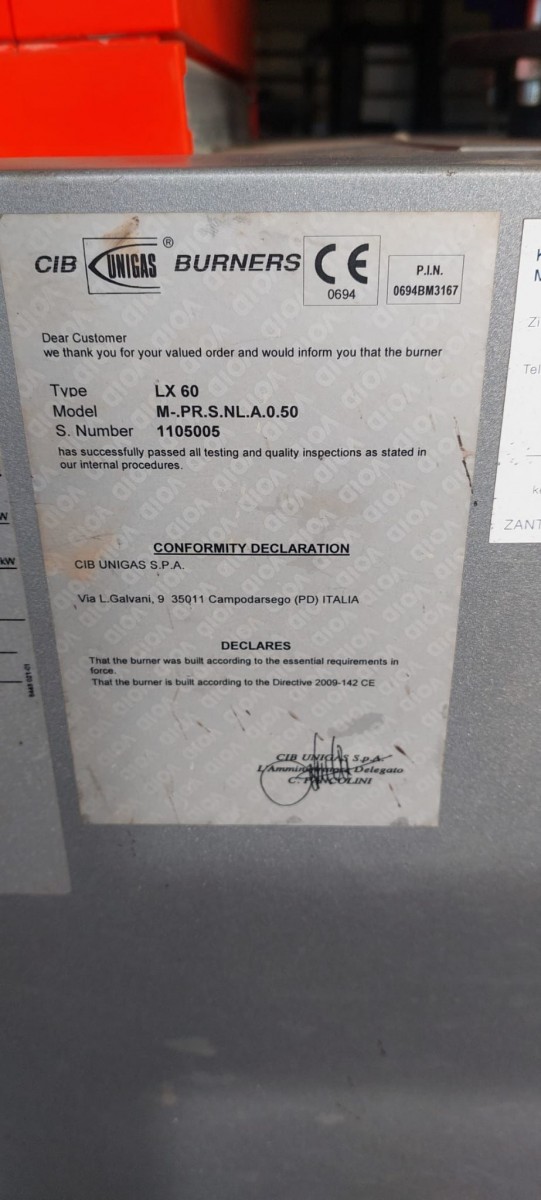 CIB UNIGAS® BURNERS
CE
0694
P.I.N.
0694BM3167
Dear Customer
we thank you for your valued order and would inform you that the burner
Type LX 60
Model M-.PR.S.NL.A.0.50
S. Number 1105005
has successfully passed all testing and quality inspections as stated in
our internal procedures.
CONFORMITY DECLARATION
CIB UNIGAS S.P.A.
Via L.Galvani, 9 35011 Campodarsego (PD) ITALIA
DECLARES
That the burner was built according to the essential requirements in
force.
That the burner is built according to the Directive 2009-142 CE
CIB UNIGAS S.p.A.
Delegato
kW
Tel
ZANT